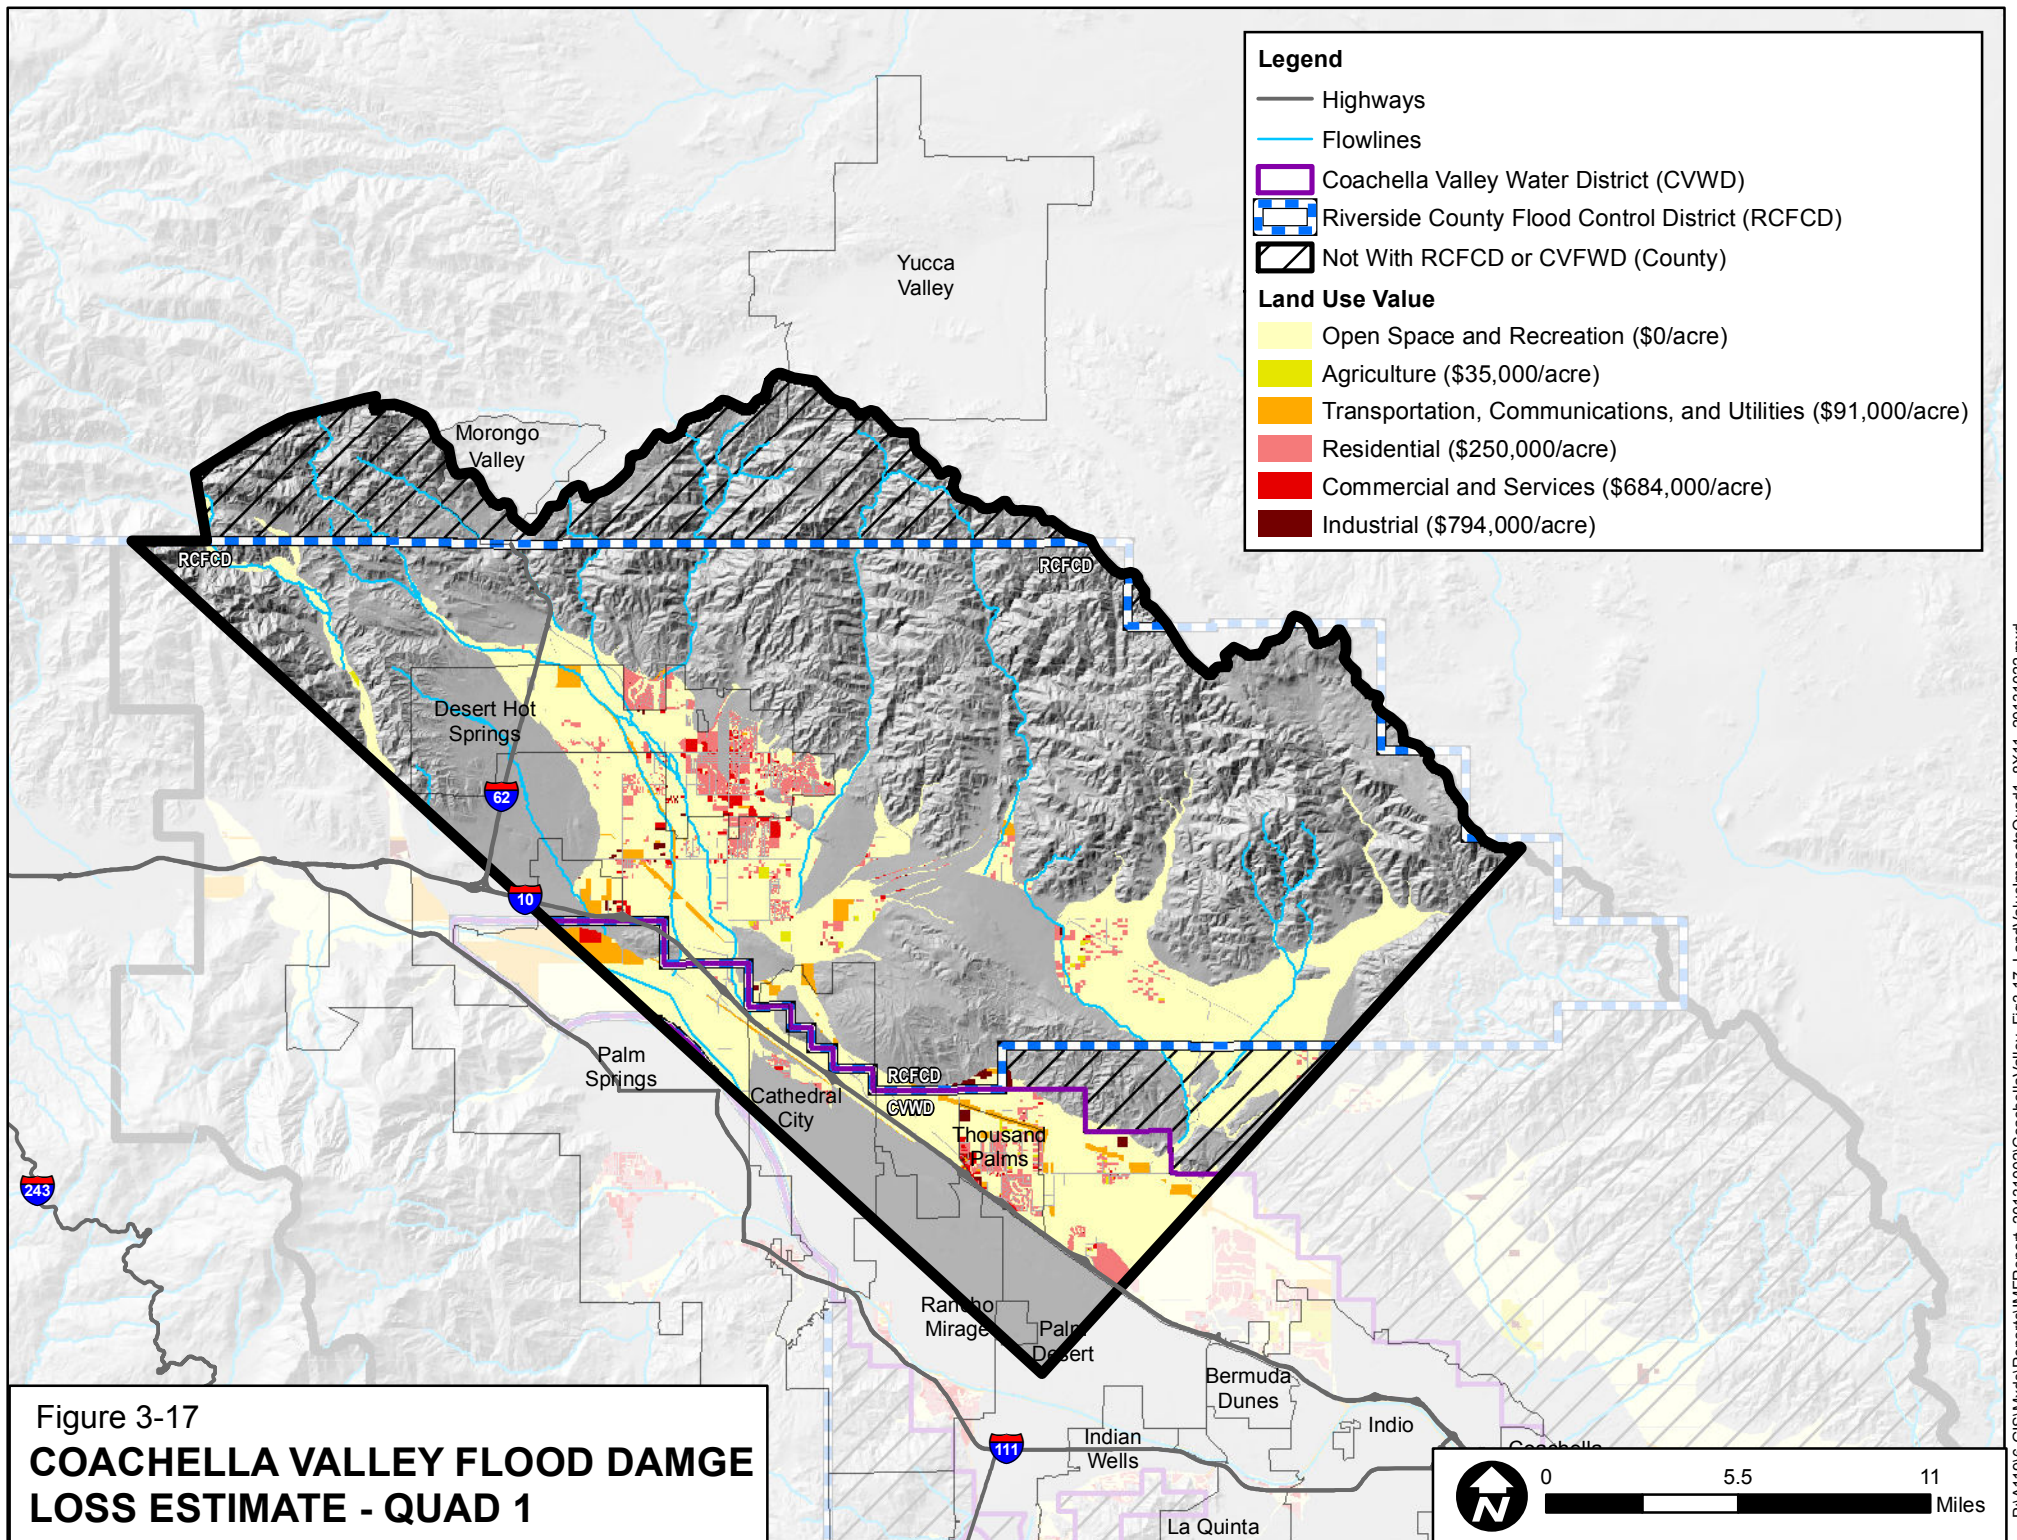 Legend
Highways
Flowlines
Coachella Valley Water District (CVWD)
Riverside County Flood Control District (RCFCD)
Not With RCFCD or CVFWD (County)
Land Use Value
Open Space and Recreation ($0/acre)
Agriculture ($35,000/acre)
Transportation, Communications, and Utilities ($91,000/acre)
Residential ($250,000/acre)
Commercial and Services ($684,000/acre)
Industrial ($794,000/acre)
Yucca
Valley
Morongo
Valley
RCFCD
RCFCD
Desert Hot
Springs
62
10
Palm
Springs
Cathedral
City
RCFCD
CVWD
Thousand
Palms
243
Rancho
Mirage
Palm
Desert
Bermuda
Dunes
Indio
Indian
Wells
111
Coachella
La Quinta
Figure 3-17
COACHELLA VALLEY FLOOD DAMGE
LOSS ESTIMATE - QUAD 1
N
0 5.5 11
Miles